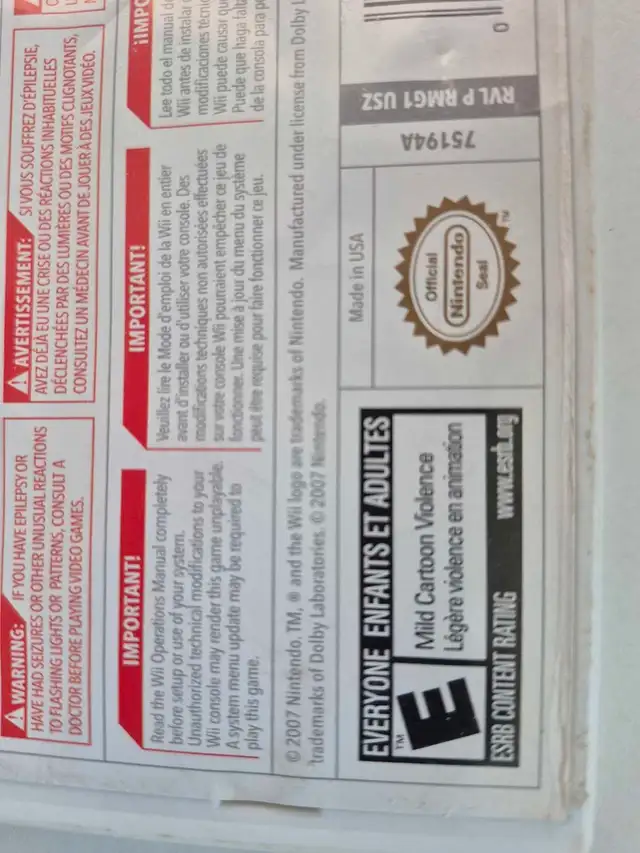 WARNING: IF YOU HAVE EPILEPSY OR
HAVE HAD SEIZURES OR OTHER UNUSUAL REACTIONS
TO FLASHING LIGHTS OR PATTERNS, CONSULT A
DOCTOR BEFORE PLAYING VIDEO GAMES.
AVERTISSEMENT: SI VOUS SOUFFREZ D'ÉPILEPSIE,
AVEZ DÉJÀ EU UNE CRISE OU DES RÉACTIONS INHABITUELLES
DÉCLENCHÉES PAR DES LUMIÈRES OU DES MOTIFS CLIGNOTANTS,
CONSULTEZ UN MÉDECIN AVANT DE JOUER À DES JEUX VIDÉO.
IMPORTANT!
Read the Wii Operations Manual completely
before setup or use of your system.
Unauthorized technical modifications to your
Wii console may render this game unplayable.
A system menu update may be required to
play this game.
IMPORTANT!
Veuillez lire le Mode d'emploi de la Wii en entier
avant d'installer ou d'utiliser votre console. Des
modifications techniques non autorisées effectuées
sur votre console Wii pourraient empêcher ce jeu de
fonctionner. Une mise à jour du menu du système
peut être requise pour faire fonctionner ce jeu.
¡IMPO
Lee todo el manual d
Wii antes de instalar
modificaciones técnic
Wii puede causar qu
Puede que haga falta
de la consola para p
© 2007 Nintendo. TM, ® and the Wii logo are trademarks of Nintendo. Manufactured under license from Dolby L
trademarks of Dolby Laboratories. © 2007 Nintendo.
EVERYONE ENFANTS ET ADULTES
E
TM
Mild Cartoon Violence
Légère violence en animation
ESRB CONTENT RATING www.esrb.org
Made in USA
Official
Nintendo
Seal
TM
75194A
RVL P RMG1 USZ
0